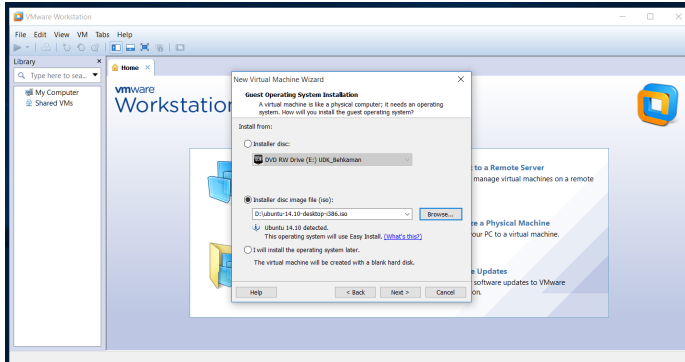 VMware Workstation
File Edit View VM Tabs Help
Library
Type here to sea...
My Computer
Shared VMs
Home
vmware
Workstation
New Virtual Machine Wizard
Guest Operating System Installation
A virtual machine is like a physical computer; it needs an operating
system. How will you install the guest operating system?
Install from:
Installer disc:
DVD RW Drive (E:) UDK_Bahkaman
Installer disc image file (iso):
D:\ubuntu-14.10-desktop-i386.iso
Browse...
Ubuntu 14.10 detected.
This operating system will use Easy Install. (What's this?)
I will install the operating system later.
The virtual machine will be created with a blank hard disk.
Help
< Back
Next >
Cancel
to a Remote Server
manage virtual machines on a remote
e a Physical Machine
our PC to a virtual machine.
e Updates
software updates to VMware
on.